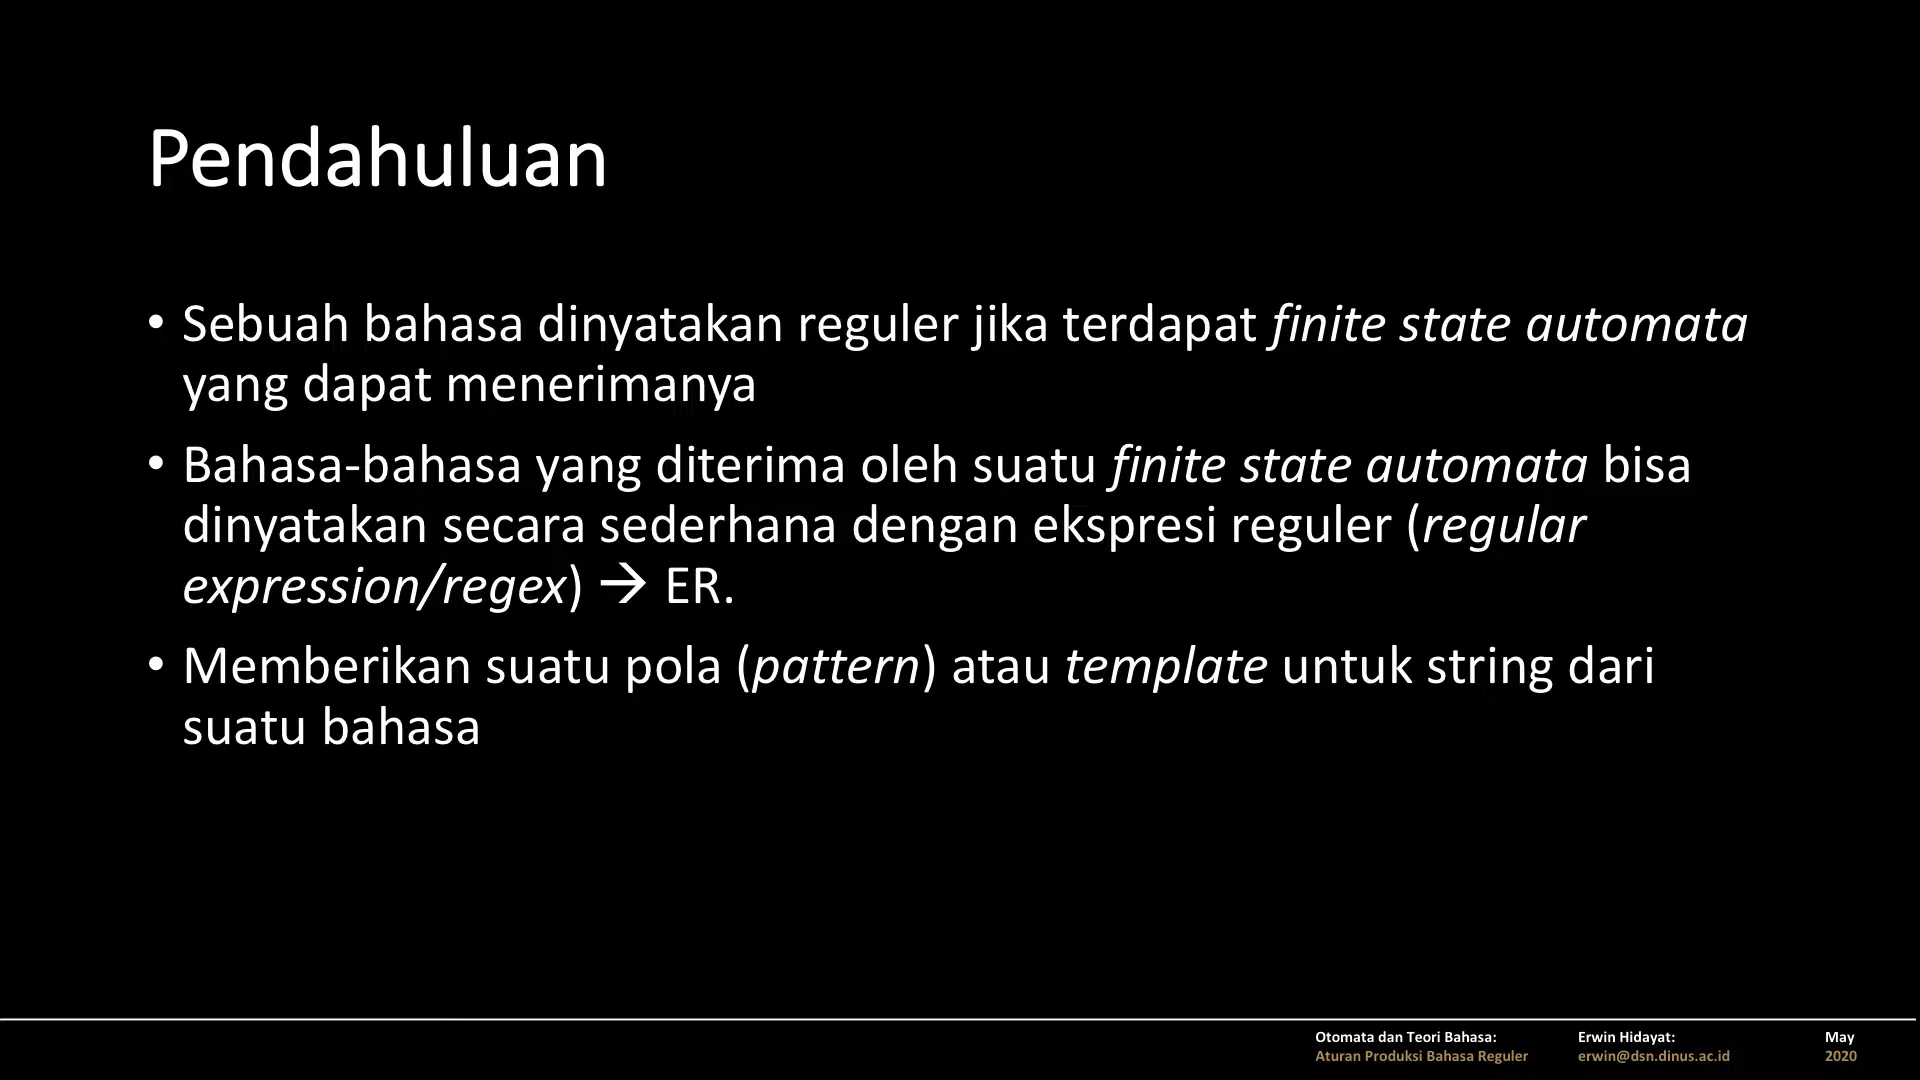 Pendahuluan
• Sebuah bahasa dinyatakan reguler jika terdapat finite state automata
yang dapat menerimanya
• Bahasa-bahasa yang diterima oleh suatu finite state automata bisa
dinyatakan secara sederhana dengan ekspresi reguler (regular
expression/regex) → ER.
• Memberikan suatu pola (pattern) atau template untuk string dari
suatu bahasa
Otomata dan Teori Bahasa:
Aturan Produksi Bahasa Reguler
Erwin Hidayat:
erwin@dsn.dinus.ac.id
May
2020